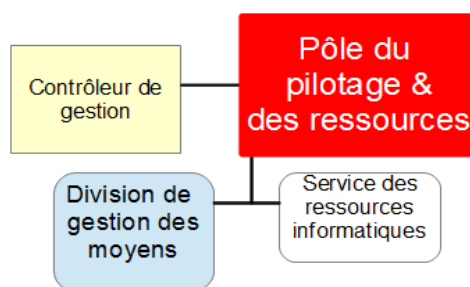 Pôle du
pilotage &
des ressources
Contrôleur de
gestion
Division de
gestion des
moyens
Service des
ressources
informatiques